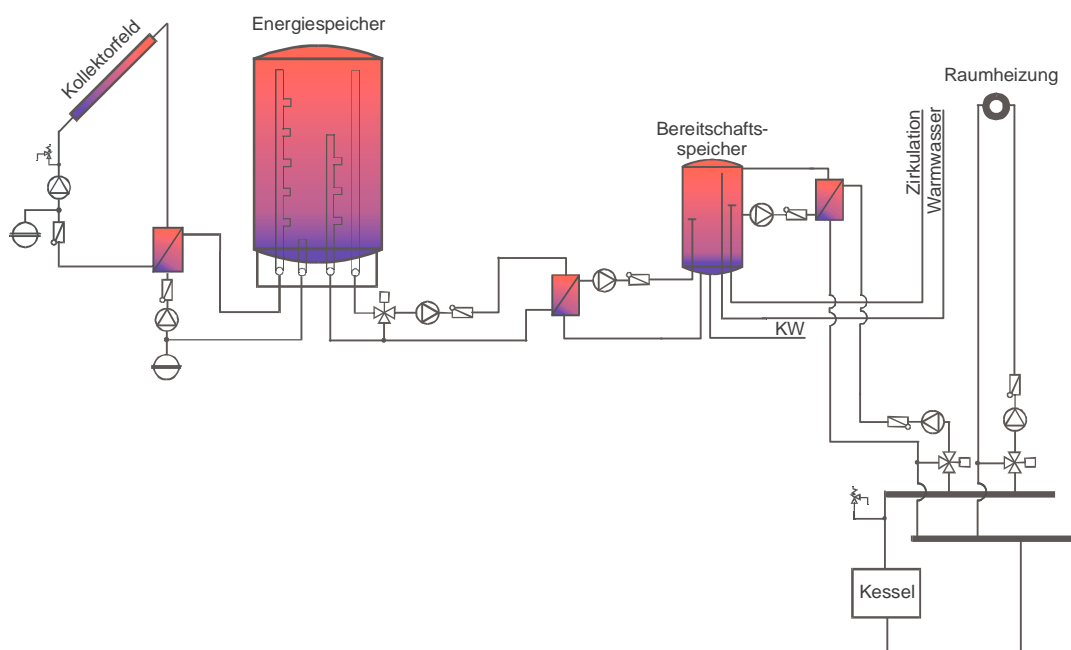 Energiespeicher
Kollektorfeld
Raumheizung
Bereitschafts-
speicher
Zirkulation
Warmwasser
KW
Kessel